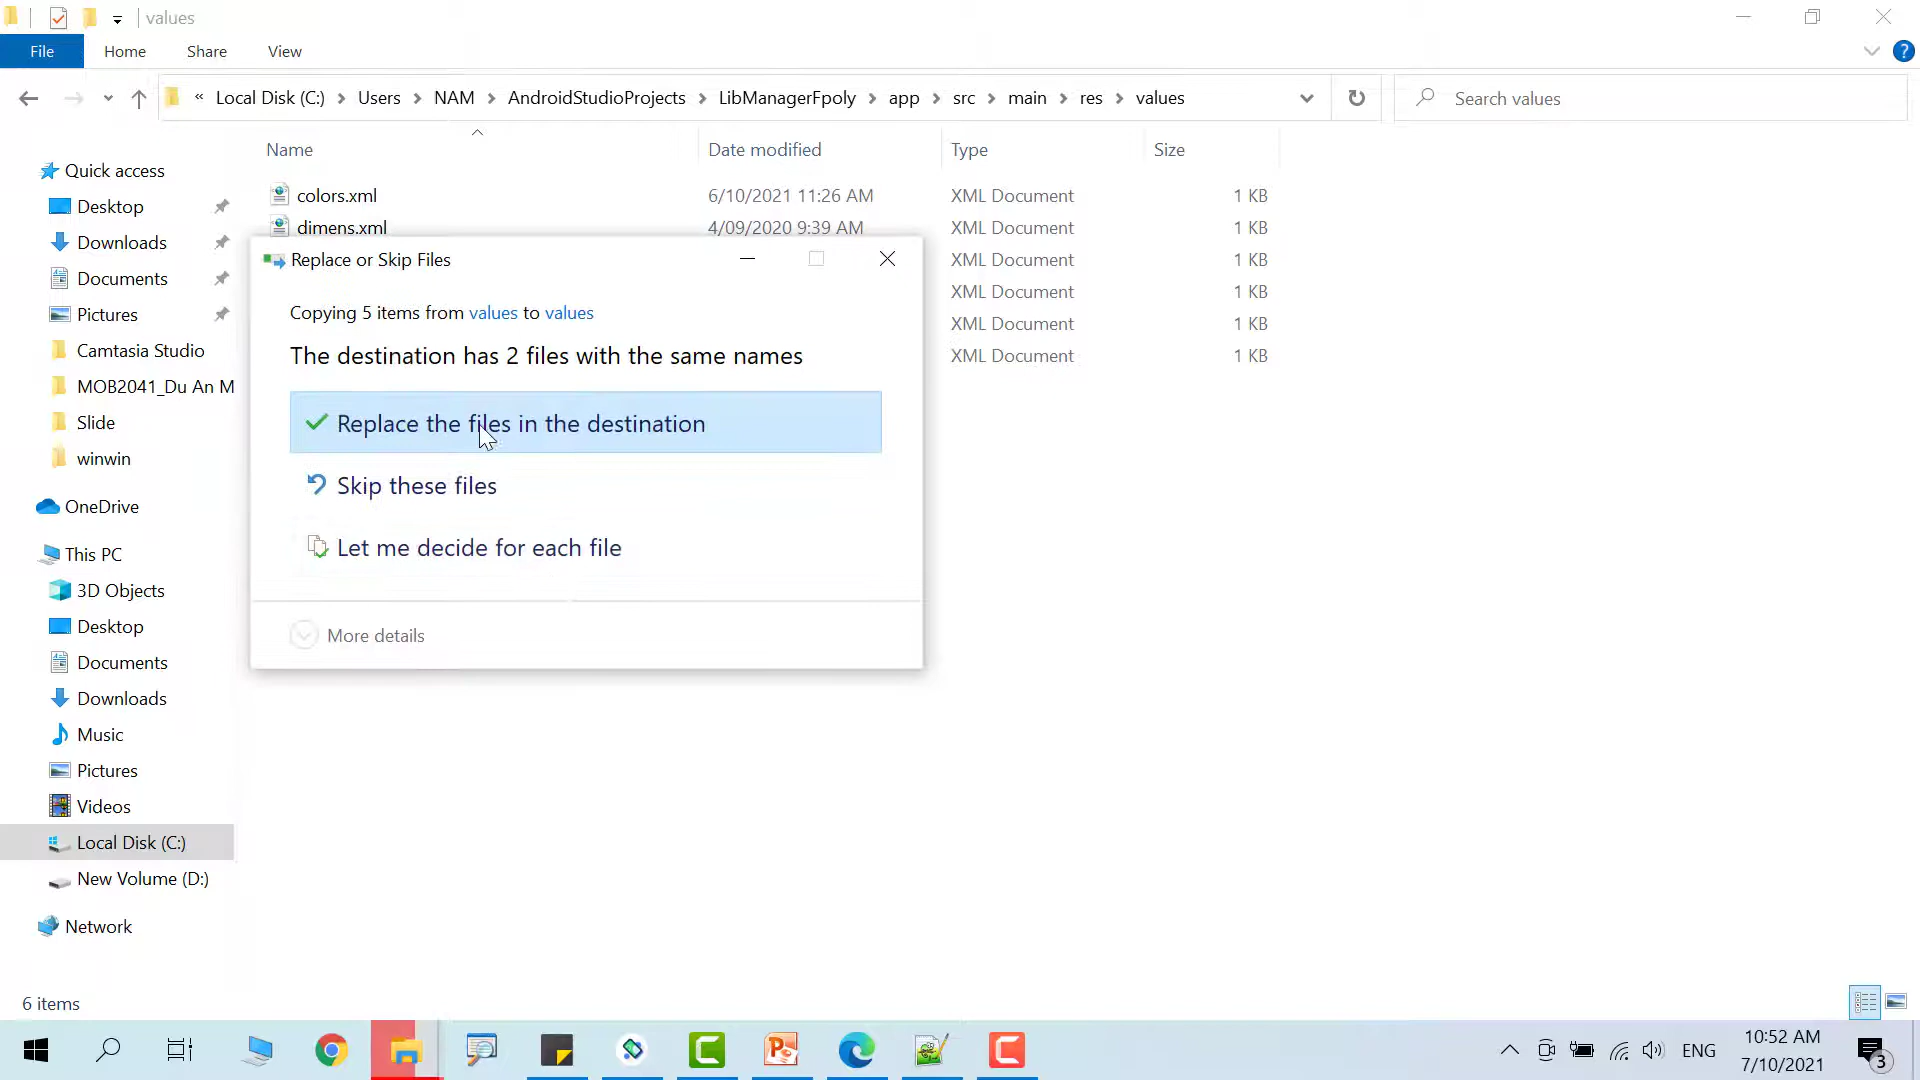 values
File Home Share View
« Local Disk (C:) Users NAM AndroidStudioProjects LibManagerFpoly app src main res values Search values
Name Date modified Type Size
colors.xml 6/10/2021 11:26 AM XML Document 1 KB
dimens.xml 4/09/2020 9:39 AM XML Document 1 KB
XML Document 1 KB
XML Document 1 KB
XML Document 1 KB
XML Document 1 KB
Replace or Skip Files
Copying 5 items from values to values
The destination has 2 files with the same names
Replace the files in the destination
Skip these files
Let me decide for each file
More details
Quick access
Desktop
Downloads
Documents
Pictures
Camtasia Studio
MOB2041_Du An M
Slide
winwin
OneDrive
This PC
3D Objects
Desktop
Documents
Downloads
Music
Pictures
Videos
Local Disk (C:)
New Volume (D:)
Network
6 items
ENG
10:52 AM
7/10/2021
3